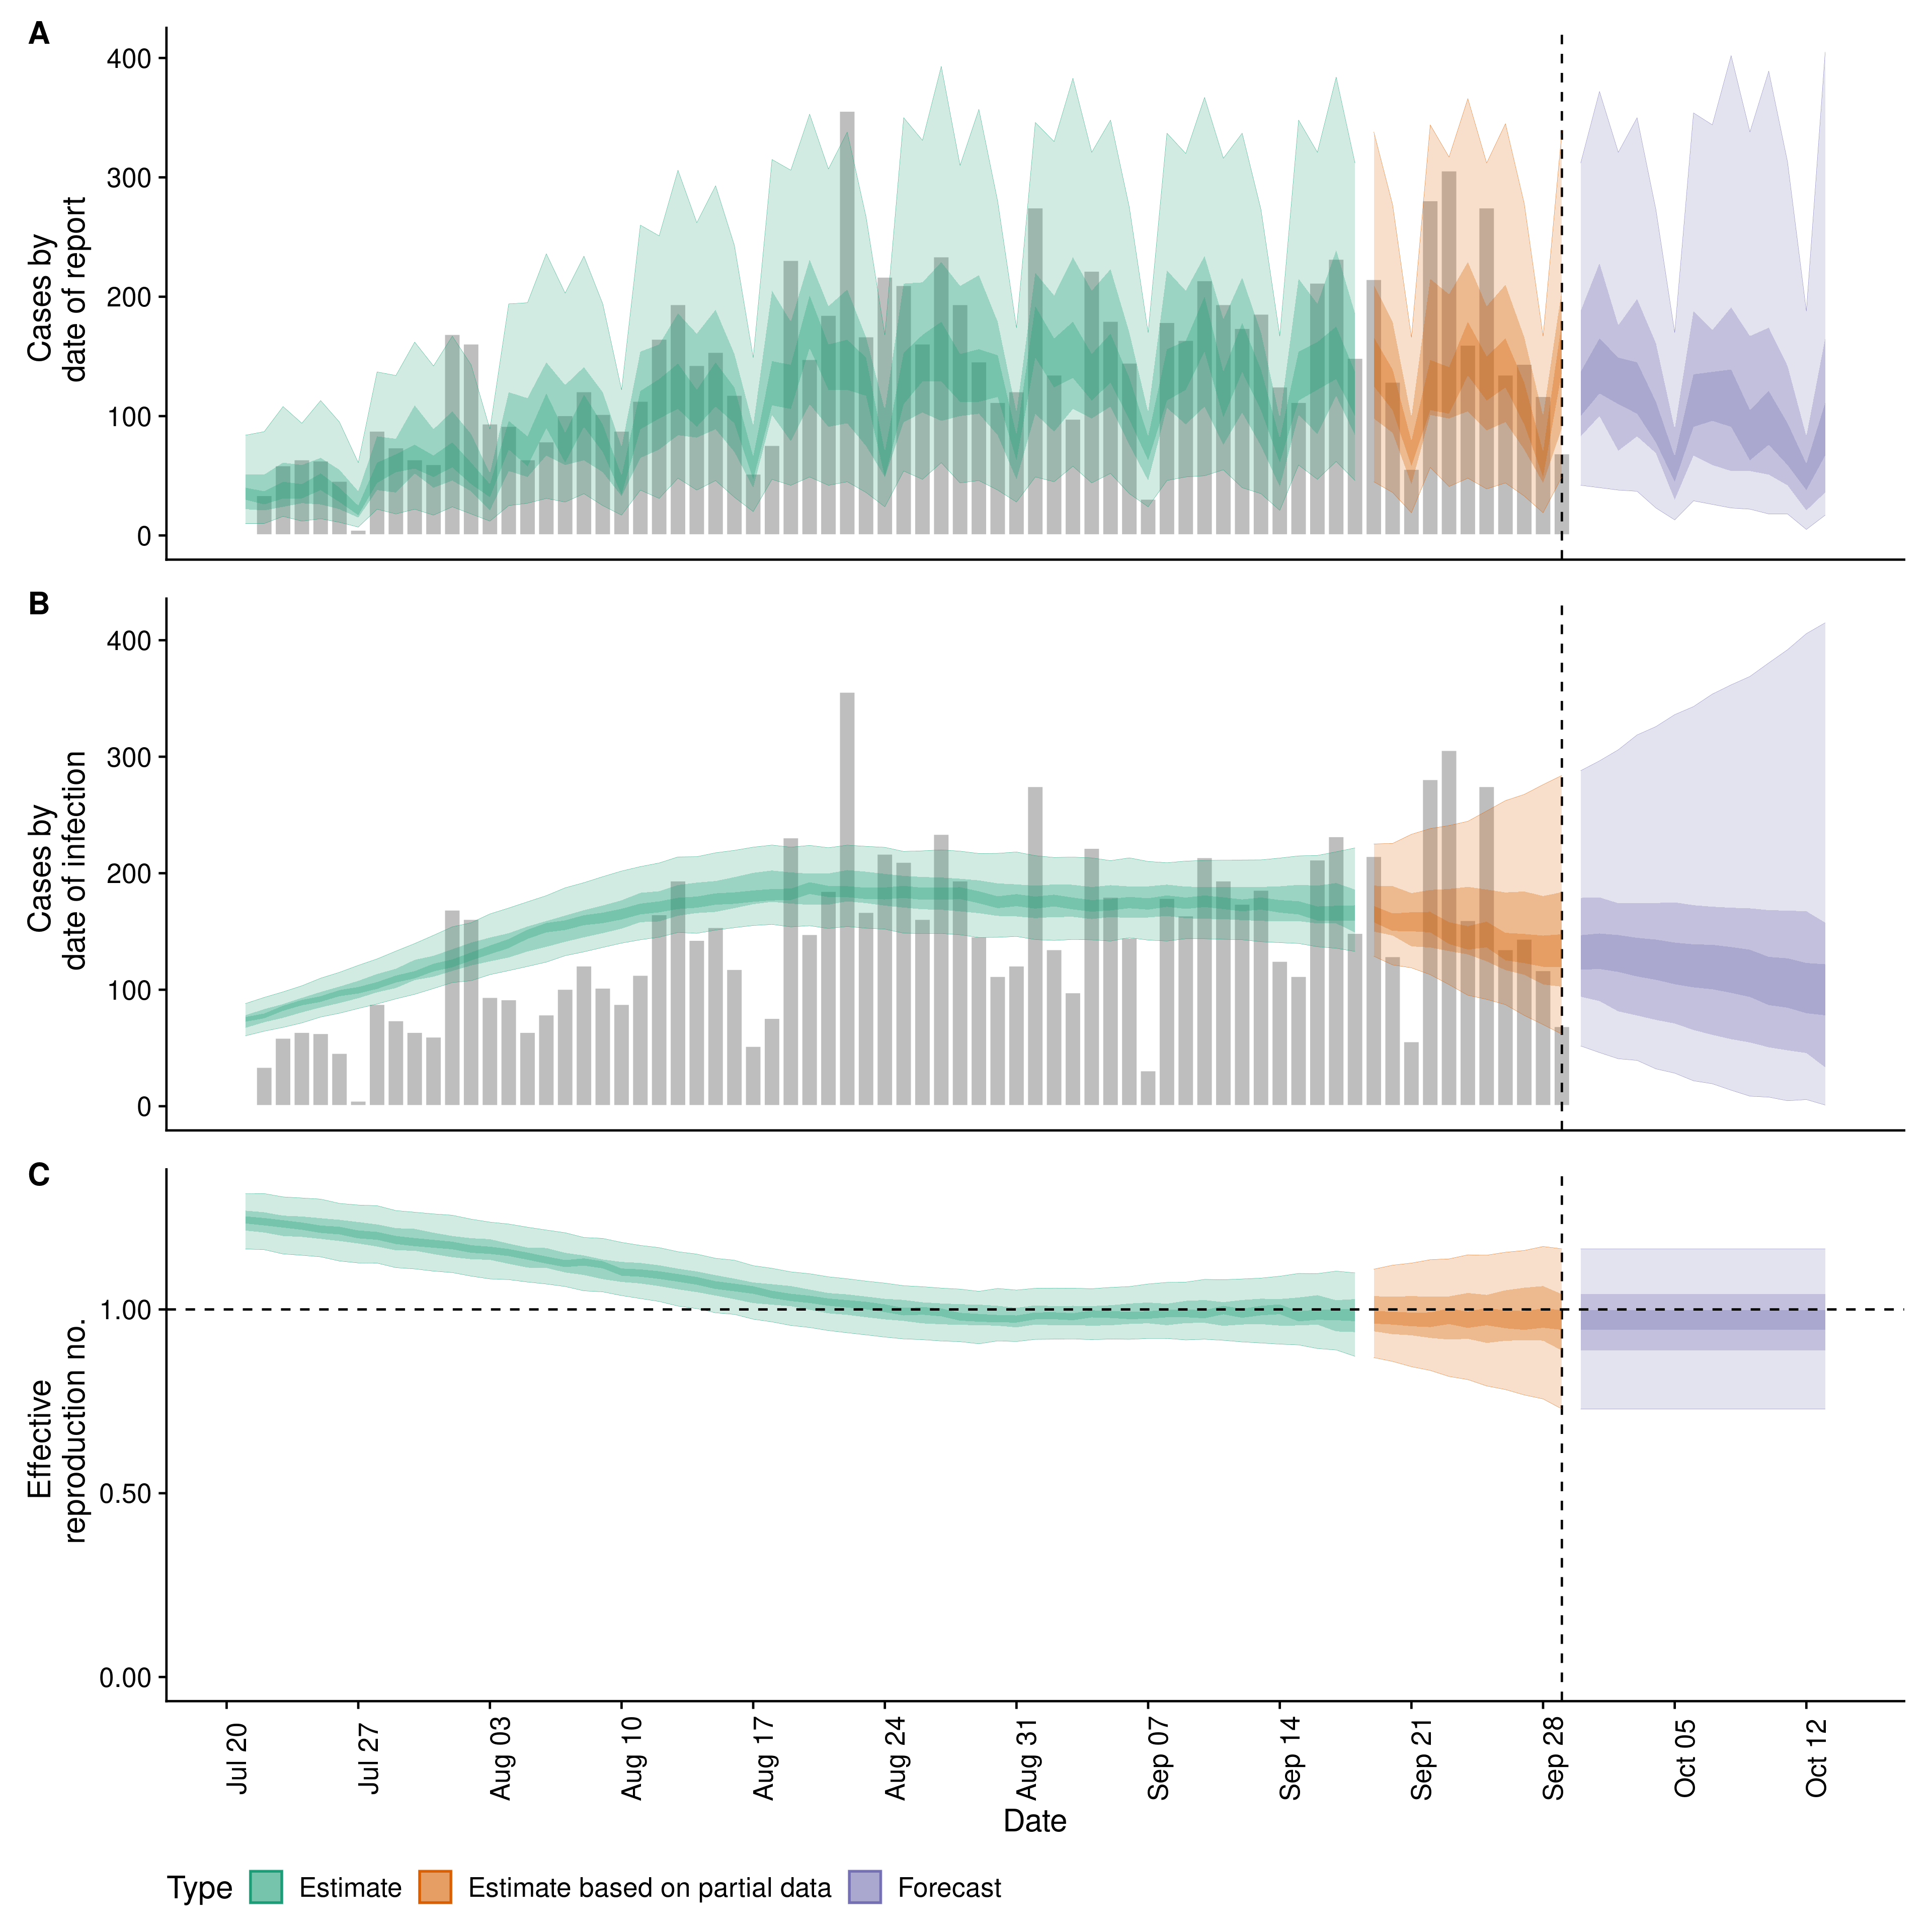 A
400
300
200
100
0
Cases by
date of report
B
400
300
200
100
0
Cases by
date of infection
C
1.00
0.50
0.00
Effective
reproduction no.
Jul 20
Jul 27
Aug 03
Aug 10
Aug 17
Aug 24
Aug 31
Sep 07
Sep 14
Sep 21
Sep 28
Oct 05
Oct 12
Date
Type Estimate Estimate based on partial data Forecast